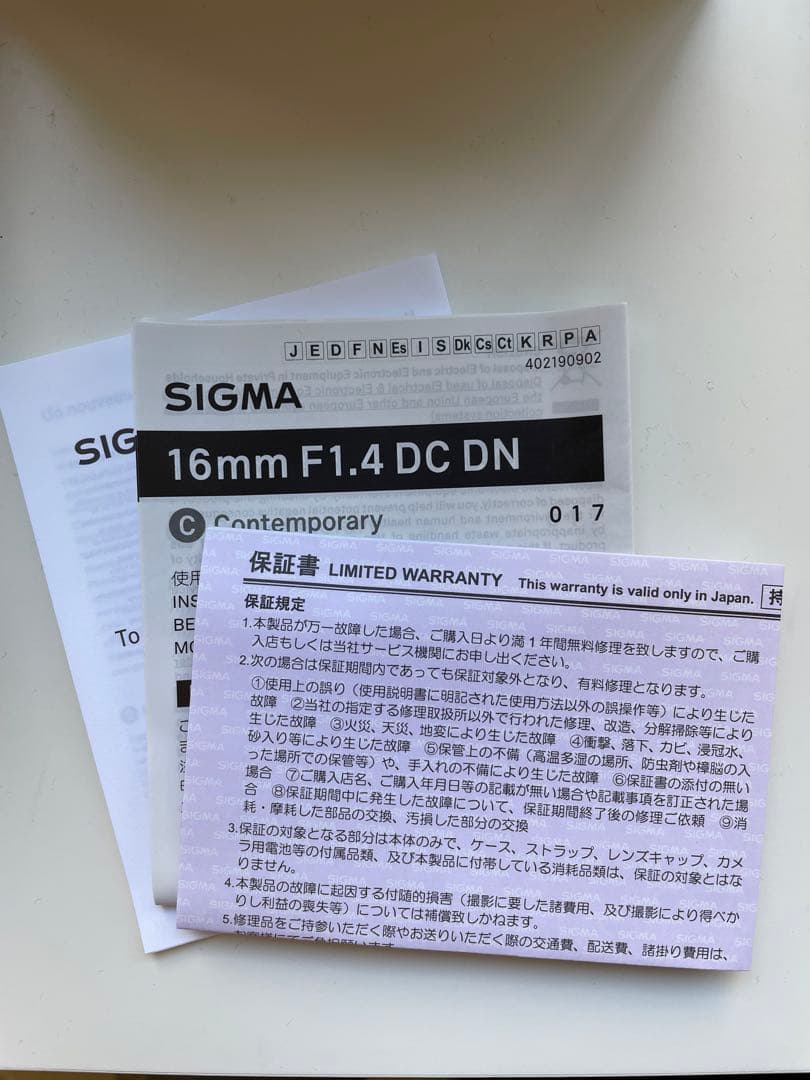 J E D F N Es I S Dk Cs Ct K R P A
402190902
SIGMA
16mm F1.4 DC DN
C Contemporary
017
SIG
To
使用
INS
BE
MO
保証書 LIMITED WARRANTY This warranty is valid only in Japan. 持
保証規定
1.本製品が万一故障した場合、ご購入日より満1年間無料修理を致しますので、ご購
入店もしくは当社サービス機関にお申し出ください。
2.次の場合は保証期間内であっても保証対象外となり、有料修理となります。
①使用上の誤り（使用説明書に明記された使用方法以外の誤操作等）により生じた
故障 ②当社の指定する修理取扱所以外で行われた修理、改造、分解掃除等により
生じた故障 ③火災、天災、地変により生じた故障 ④衝撃、落下、カビ、浸冠水、
砂入り等により生じた故障 ⑤保管上の不備（高温多湿の場所、防虫剤や樟脳の入
った場所での保管等）や、手入れの不備により生じた故障 ⑥保証書の添付の無い
場合 ⑦ご購入店名、ご購入年月日等の記載が無い場合や記載事項を訂正された場
合 ⑧保証期間中に発生した故障について、保証期間終了後の修理ご依頼 ⑨消
耗・摩耗した部品の交換、汚損した部分の交換
3.保証の対象となる部分は本体のみで、ケース、ストラップ、レンズキャップ、カメ
ラ用電池等の付属品類、及び本製品に付帯している消耗品類は、保証の対象とはな
りません。
4.本製品の故障に起因する付随的損害（撮影に要した諸費用、及び撮影により得べか
りし利益の喪失等）については補償致しかねます。
5.修理品をご持参いただく際やお送りいただく際の交通費、配送費、諸掛り費用は、